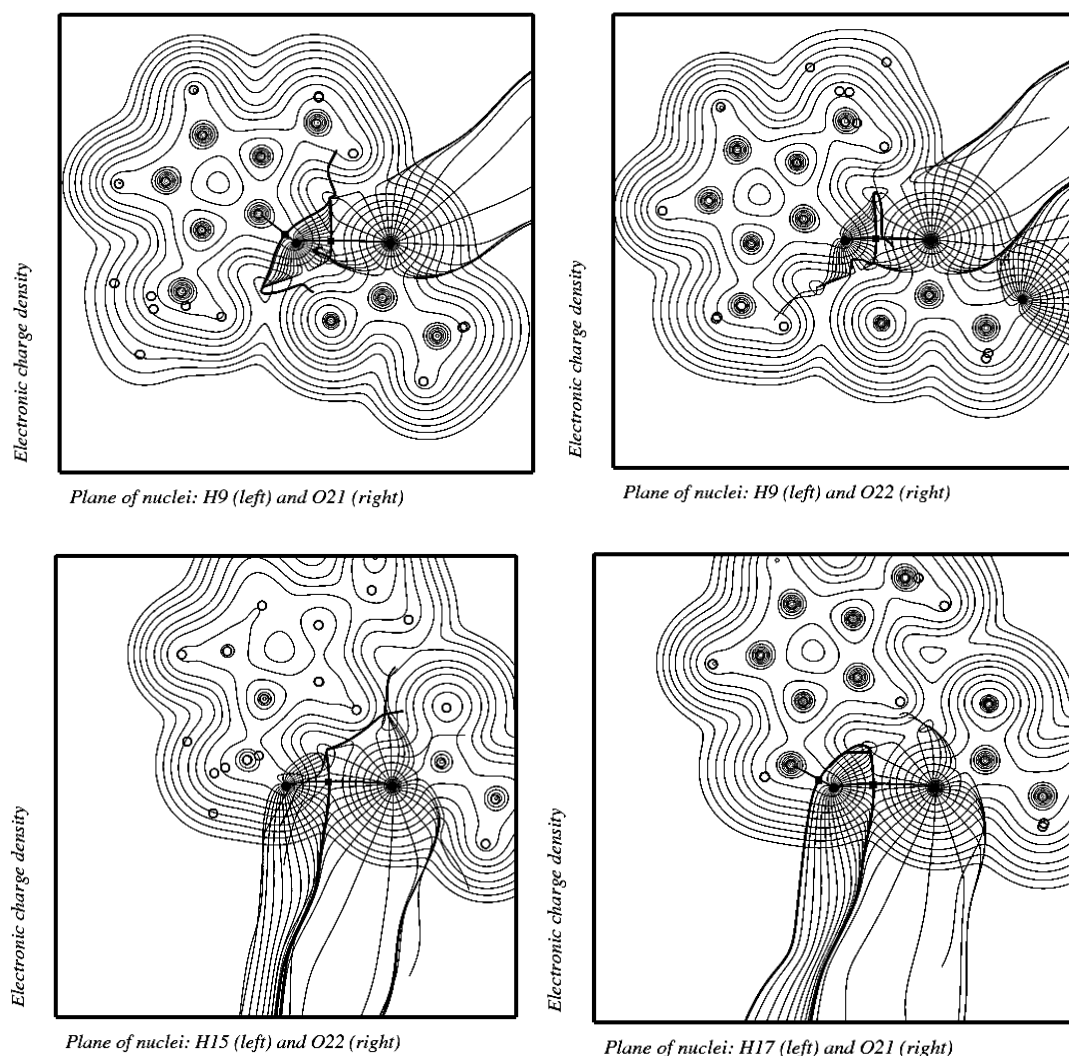 Electronic charge density
Plane of nuclei: H9 (left) and O21 (right)
Electronic charge density
Plane of nuclei: H9 (left) and O22 (right)
Electronic charge density
Plane of nuclei: H15 (left) and O22 (right)
Electronic charge density
Plane of nuclei: H17 (left) and O21 (right)